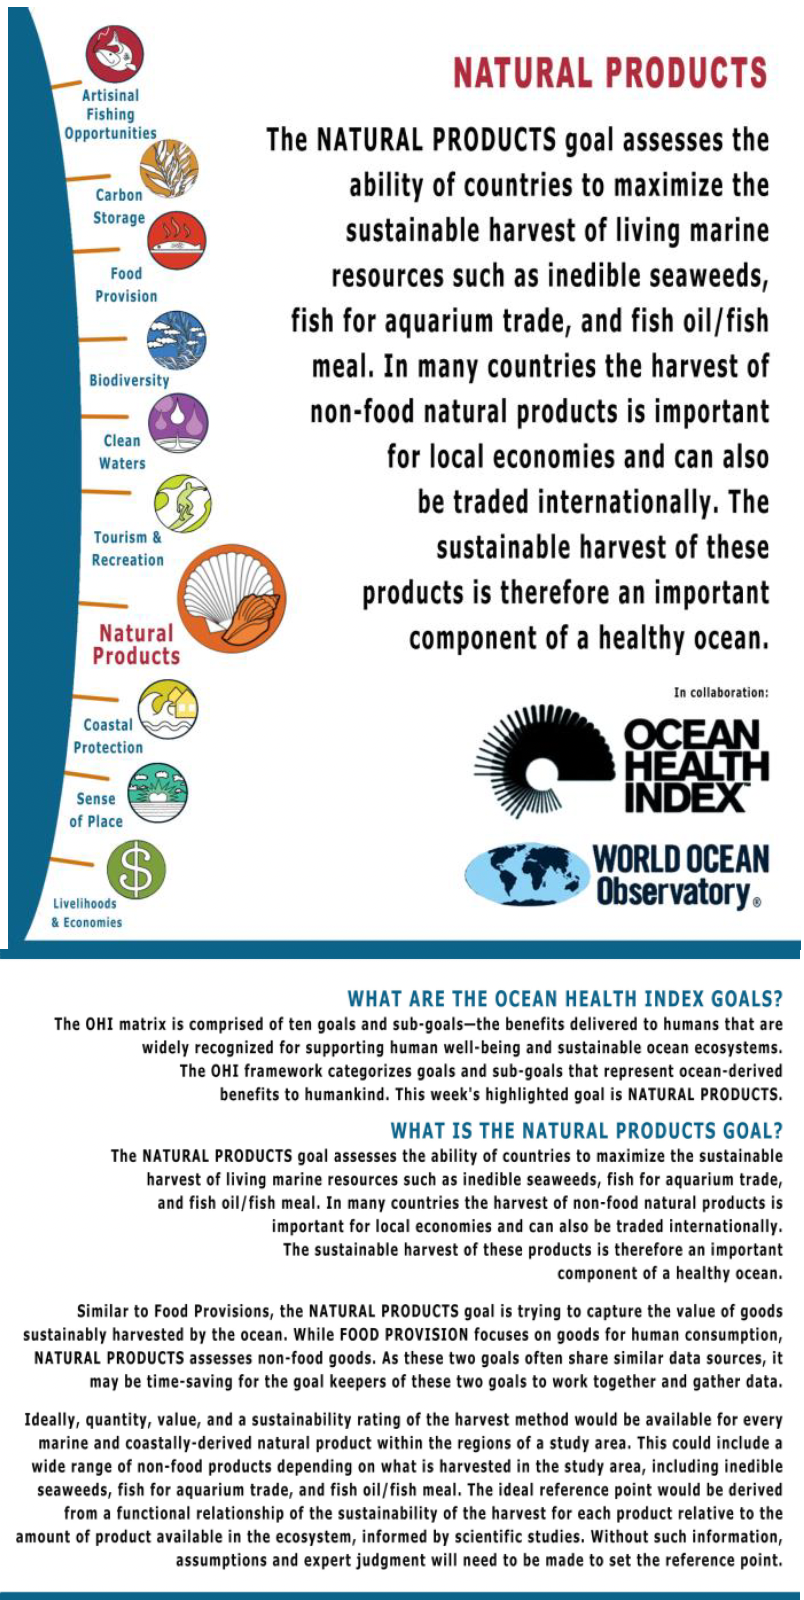 Artisinal
Fishing
Opportunities
Carbon
Storage
Food
Provision
Biodiversity
Clean
Waters
Tourism &
Recreation
Natural
Products
Coastal
Protection
Sense
of Place
$
Livelihoods
& Economies
NATURAL PRODUCTS
The NATURAL PRODUCTS goal assesses the
ability of countries to maximize the
sustainable harvest of living marine
resources such as inedible seaweeds,
fish for aquarium trade, and fish oil/fish
meal. In many countries the harvest of
non-food natural products is important
for local economies and can also
be traded internationally. The
sustainable harvest of these
products is therefore an important
component of a healthy ocean.
In collaboration:
OCEAN
HEALTH
INDEX™
WORLD OCEAN
Observatory®
WHAT ARE THE OCEAN HEALTH INDEX GOALS?
The OHI matrix is comprised of ten goals and sub-goals—the benefits delivered to humans that are
widely recognized for supporting human well-being and sustainable ocean ecosystems.
The OHI framework categorizes goals and sub-goals that represent ocean-derived
benefits to humankind. This week's highlighted goal is NATURAL PRODUCTS.
WHAT IS THE NATURAL PRODUCTS GOAL?
The NATURAL PRODUCTS goal assesses the ability of countries to maximize the sustainable
harvest of living marine resources such as inedible seaweeds, fish for aquarium trade,
and fish oil/fish meal. In many countries the harvest of non-food natural products is
important for local economies and can also be traded internationally.
The sustainable harvest of these products is therefore an important
component of a healthy ocean.
Similar to Food Provisions, the NATURAL PRODUCTS goal is trying to capture the value of goods
sustainably harvested by the ocean. While FOOD PROVISION focuses on goods for human consumption,
NATURAL PRODUCTS assesses non-food goods. As these two goals often share similar data sources, it
may be time-saving for the goal keepers of these two goals to work together and gather data.
Ideally, quantity, value, and a sustainability rating of the harvest method would be available for every
marine and coastally-derived natural product within the regions of a study area. This could include a
wide range of non-food products depending on what is harvested in the study area, including inedible
seaweeds, fish for aquarium trade, and fish oil/fish meal. The ideal reference point would be derived
from a functional relationship of the sustainability of the harvest for each product relative to the
amount of product available in the ecosystem, informed by scientific studies. Without such information,
assumptions and expert judgment will need to be made to set the reference point.